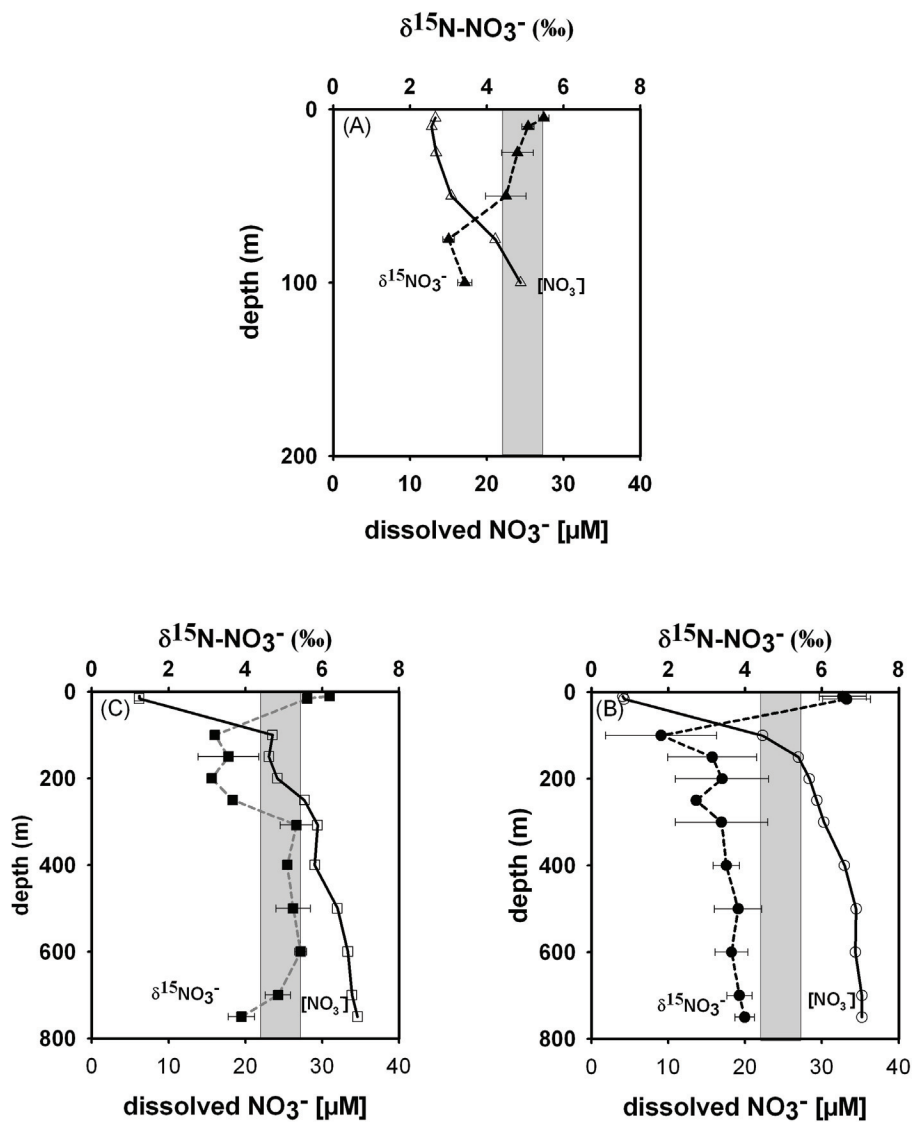 δ15N-NO3- (‰)
0 2 4 6 8
(A)
0
100
200
depth (m)
δ15NO3-
[NO3]
0 10 20 30 40
dissolved NO3- [µM]
δ15N-NO3- (‰)
0 2 4 6 8
(C)
0
200
400
600
800
depth (m)
δ15NO3-
[NO3]
0 10 20 30 40
dissolved NO3- [µM]
δ15N-NO3- (‰)
0 2 4 6 8
(B)
0
200
400
600
800
depth (m)
δ15NO3-
[NO3]
0 10 20 30 40
dissolved NO3- [µM]